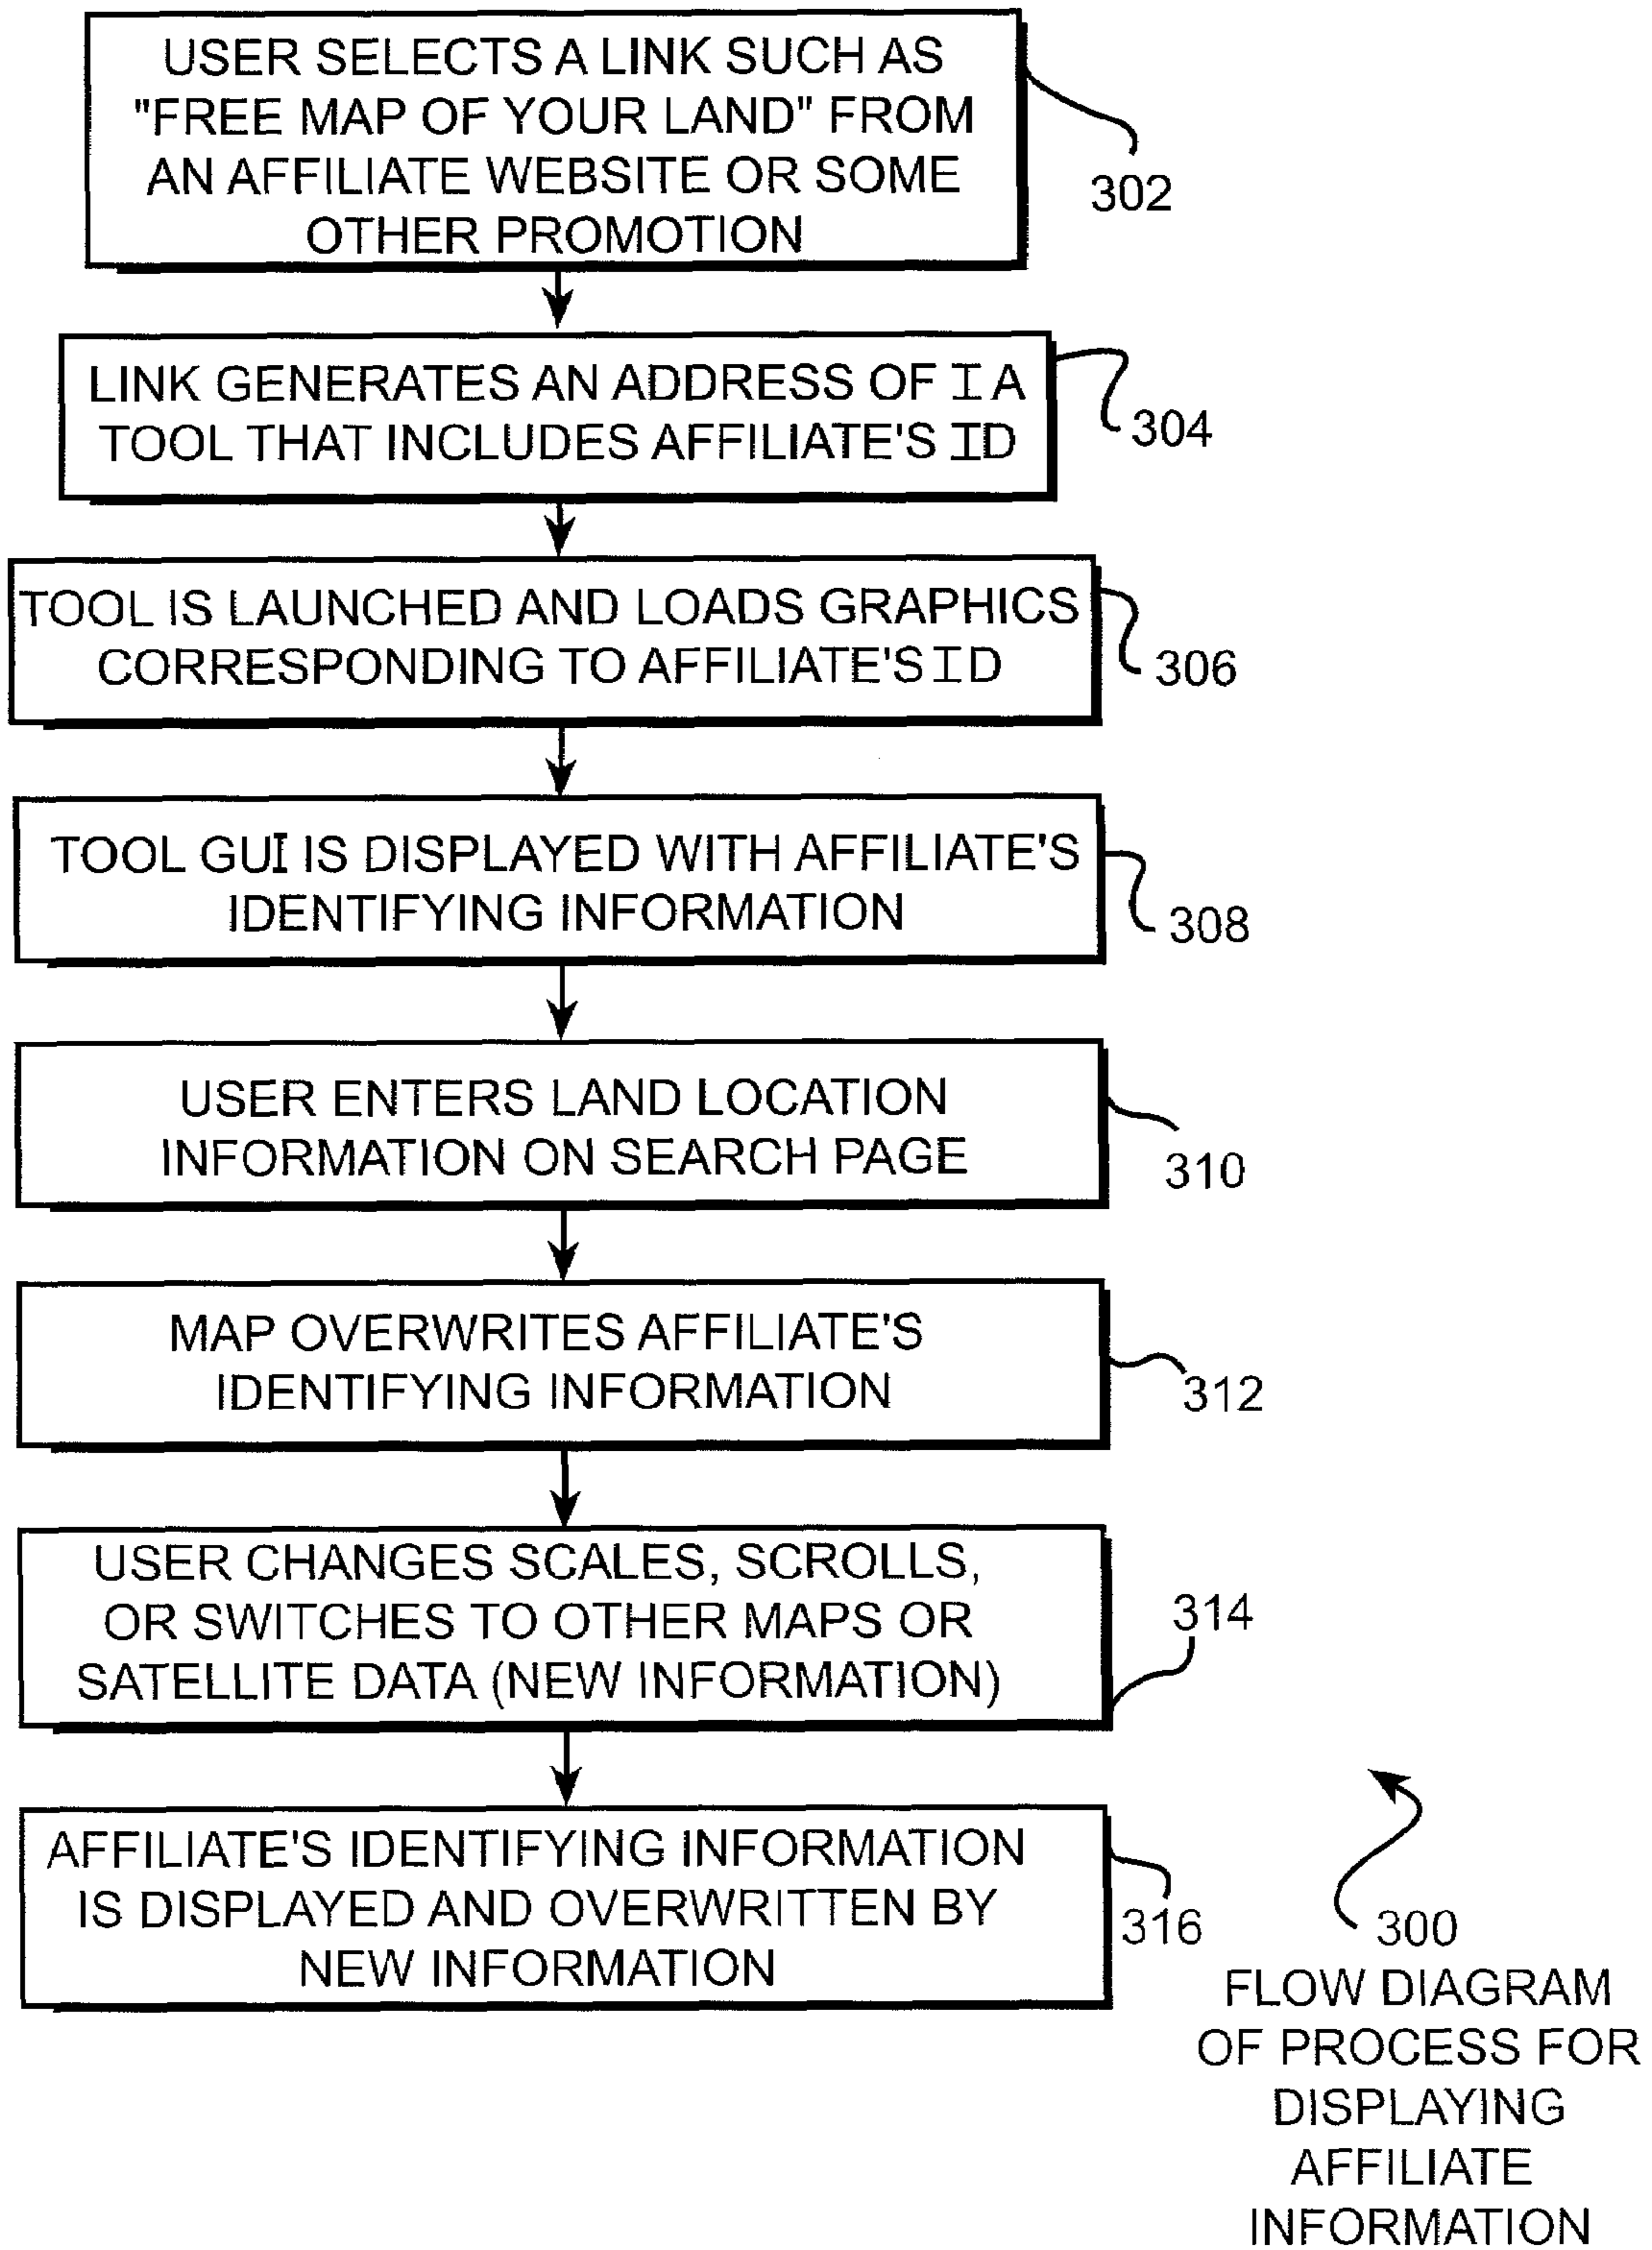 USER SELECTS A LINK SUCH AS
"FREE MAP OF YOUR LAND" FROM
AN AFFILIATE WEBSITE OR SOME
OTHER PROMOTION
302
LINK GENERATES AN ADDRESS OF I A
TOOL THAT INCLUDES AFFILIATE'S ID
304
TOOL IS LAUNCHED AND LOADS GRAPHICS
CORRESPONDING TO AFFILIATE'S ID
306
TOOL GUI IS DISPLAYED WITH AFFILIATE'S
IDENTIFYING INFORMATION
308
USER ENTERS LAND LOCATION
INFORMATION ON SEARCH PAGE
310
MAP OVERWRITES AFFILIATE'S
IDENTIFYING INFORMATION
312
USER CHANGES SCALES, SCROLLS,
OR SWITCHES TO OTHER MAPS OR
SATELLITE DATA (NEW INFORMATION)
314
AFFILIATE'S IDENTIFYING INFORMATION
IS DISPLAYED AND OVERWRITTEN BY
NEW INFORMATION
316
300
FLOW DIAGRAM
OF PROCESS FOR
DISPLAYING
AFFILIATE
INFORMATION